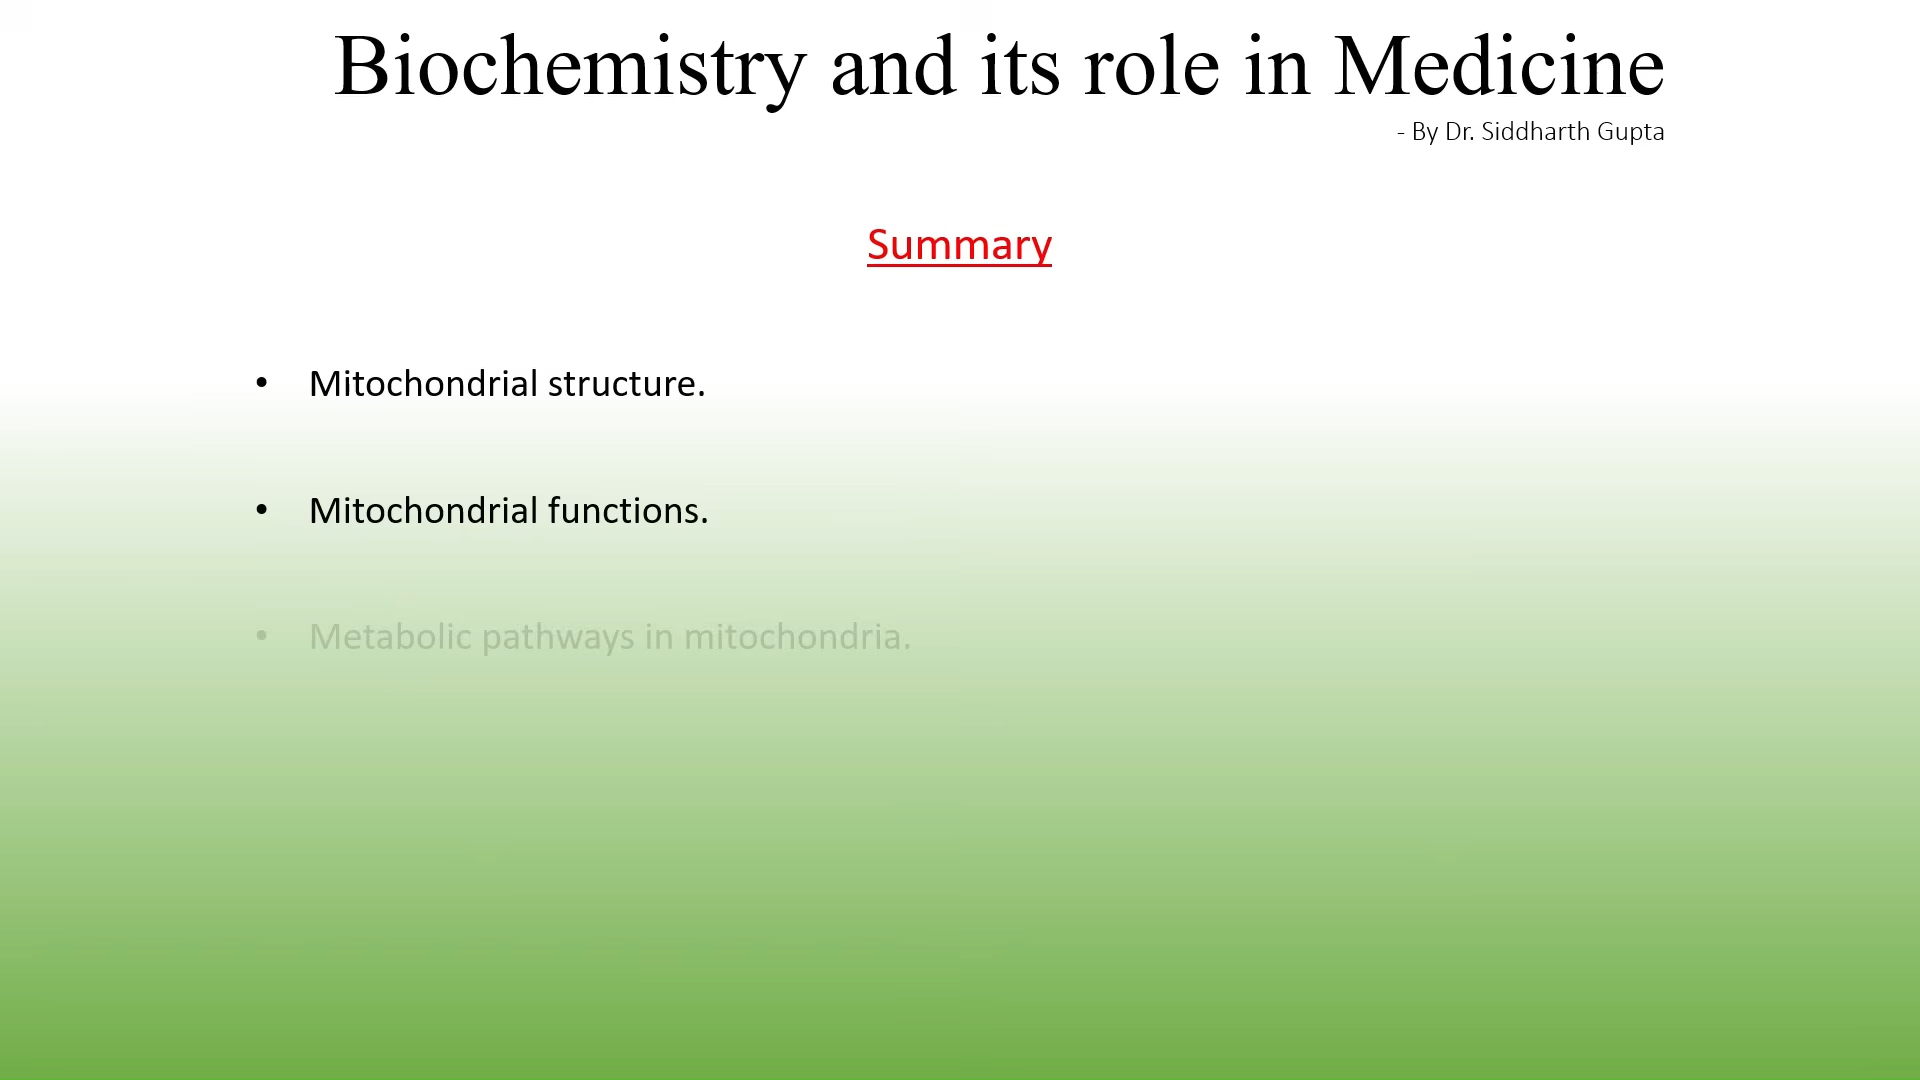 Biochemistry and its role in Medicine
- By Dr. Siddharth Gupta
Summary
• Mitochondrial structure.
• Mitochondrial functions.
• Metabolic pathways in mitochondria.